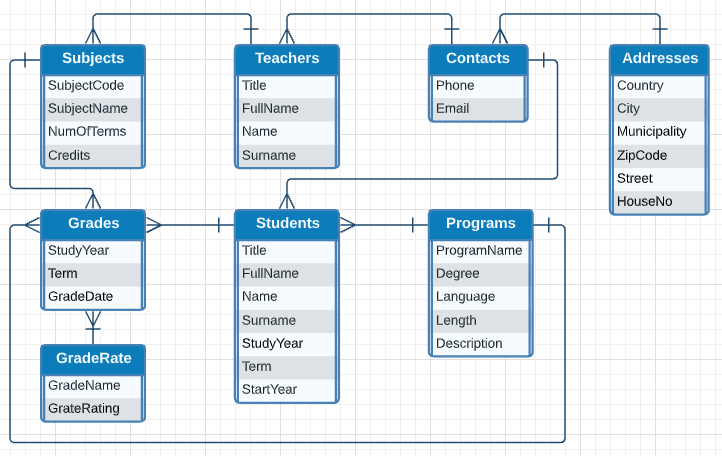 Subjects
SubjectCode
SubjectName
NumOfTerms
Credits
Teachers
Title
FullName
Name
Surname
Contacts
Phone
Email
Addresses
Country
City
Municipality
ZipCode
Street
HouseNo
Grades
StudyYear
Term
GradeDate
Students
Title
FullName
Name
Surname
StudyYear
Term
StartYear
Programs
ProgramName
Degree
Language
Length
Description
GradeRate
GradeName
GrateRating